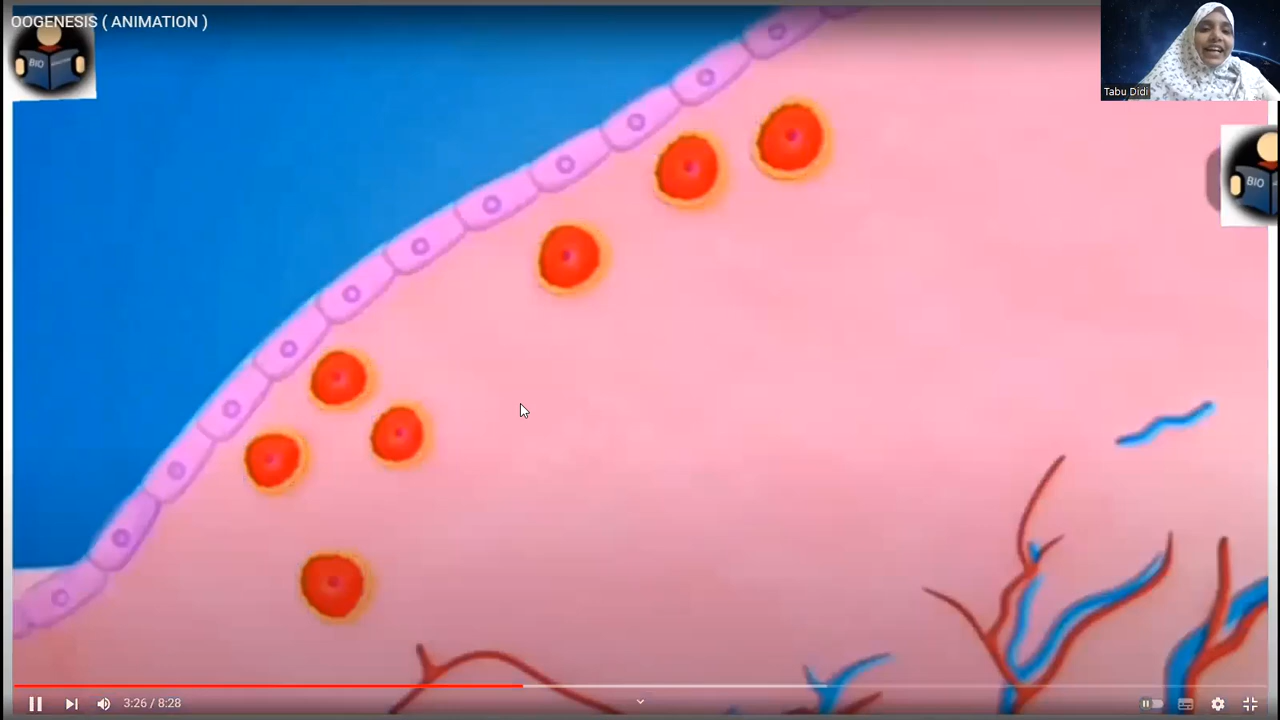 OOGENESIS ( ANIMATION )
BIO
Tabu Didi
BIO
3:26 / 8:28